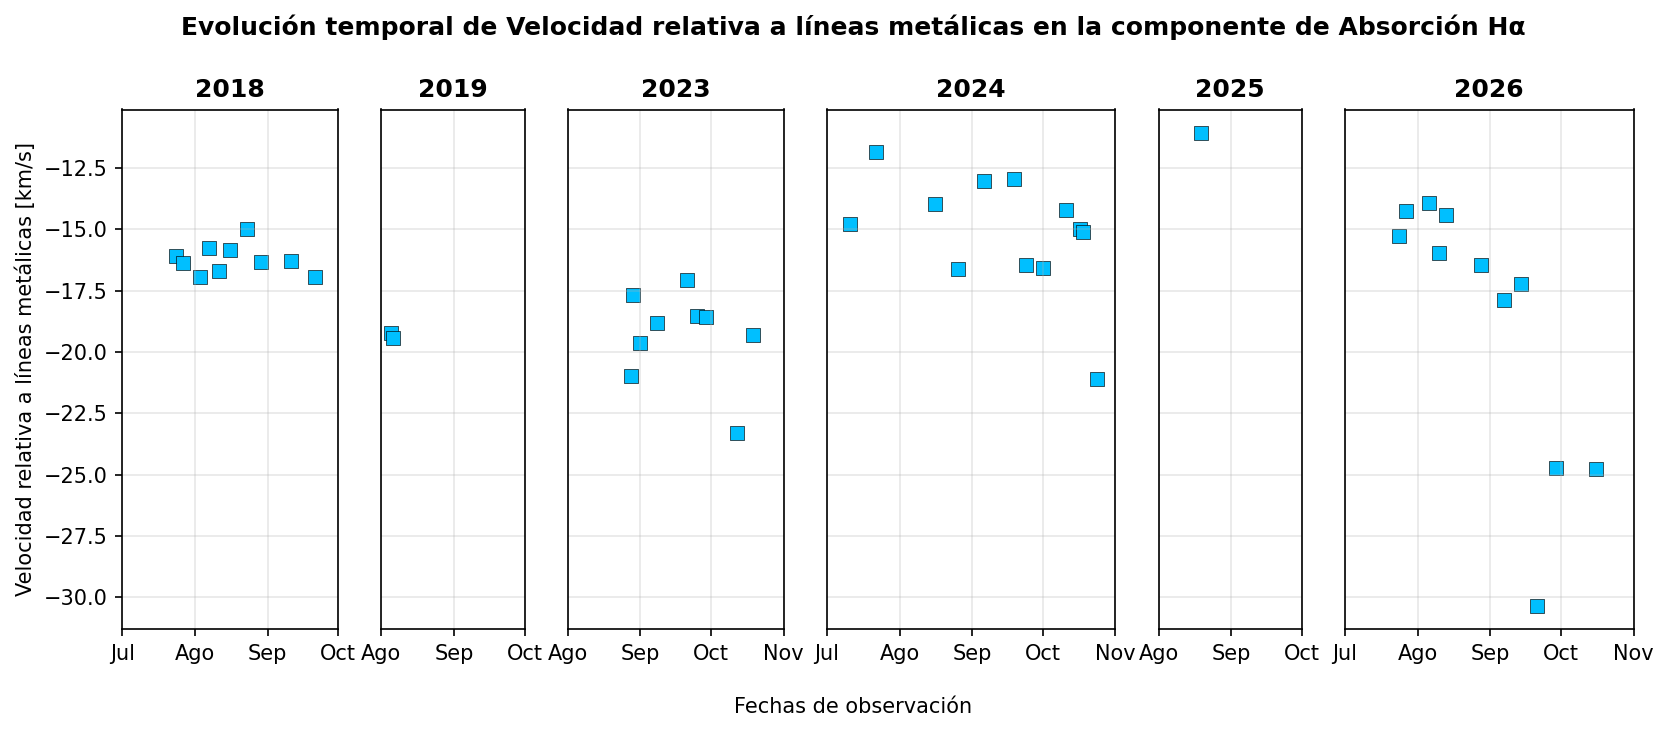 Evolución temporal de Velocidad relativa a líneas metálicas en la componente de Absorción Hα
2018 2019 2023 2024 2025 2026
Velocidad relativa a líneas metálicas [km/s]
−12.5
−15.0
−17.5
−20.0
−22.5
−25.0
−27.5
−30.0
Jul Ago Sep Oct Ago Sep Oct Ago Sep Oct Nov Jul Ago Sep Oct Nov Ago Sep Oct Jul Ago Sep Oct Nov
Fechas de observación